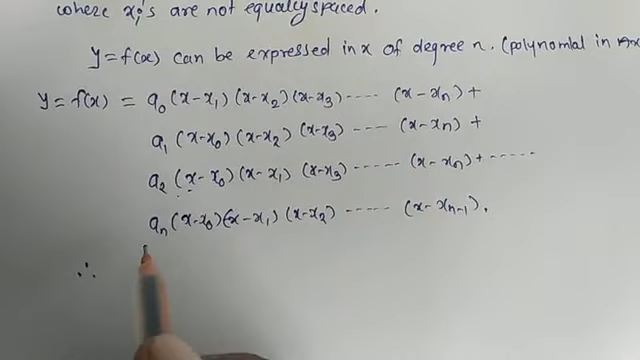 where xi's are not equally spaced.
y=f(x) can be expressed in x of degree n. (polynomial in
y=f(x) = a₀(x-x₁)(x-x₂)(x-x₃)----- (x-xₙ)+
a₁(x-x₀)(x-x₂)(x-x₃)-----(x-xₙ)+
a₂(x-x₀)(x-x₁)(x-x₃)------(x-xₙ)+-----
aₙ(x-x₀)(x-x₁)(x-x₂)-----(x-xₙ₋₁).
∴